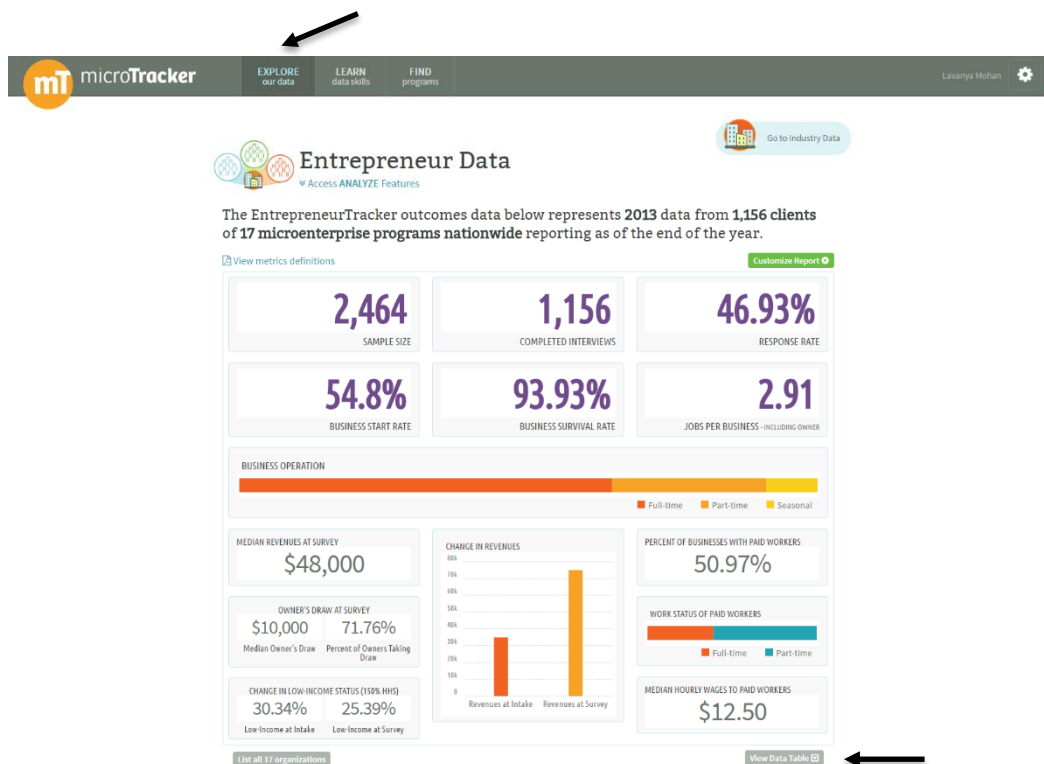 mT microTracker
EXPLORE
our data
LEARN
data skills
FIND
programs
Lavanya Mohan
Go to Industry Data
Entrepreneur Data
Access ANALYZE Features
The EntrepreneurTracker outcomes data below represents 2013 data from 1,156 clients
of 17 microenterprise programs nationwide reporting as of the end of the year.
View metrics definitions
Customize Report
2,464
SAMPLE SIZE
1,156
COMPLETED INTERVIEWS
46.93%
RESPONSE RATE
54.8%
BUSINESS START RATE
93.93%
BUSINESS SURVIVAL RATE
2.91
JOBS PER BUSINESS - INCLUDING OWNER
BUSINESS OPERATION
Full-time Part-time Seasonal
MEDIAN REVENUES AT SURVEY
$48,000
OWNER'S DRAW AT SURVEY
$10,000 71.76%
Median Owner's Draw Percent of Owners Taking
Draw
CHANGE IN LOW-INCOME STATUS (150% HHS)
30.34% 25.39%
Low-Income at Intake Low-Income at Survey
CHANGE IN REVENUES
80k
70k
60k
50k
40k
30k
20k
10k
0
Revenues at Intake Revenues at Survey
PERCENT OF BUSINESSES WITH PAID WORKERS
50.97%
WORK STATUS OF PAID WORKERS
Full-time Part-time
MEDIAN HOURLY WAGES TO PAID WORKERS
$12.50
List all 17 organizations
View Data Table